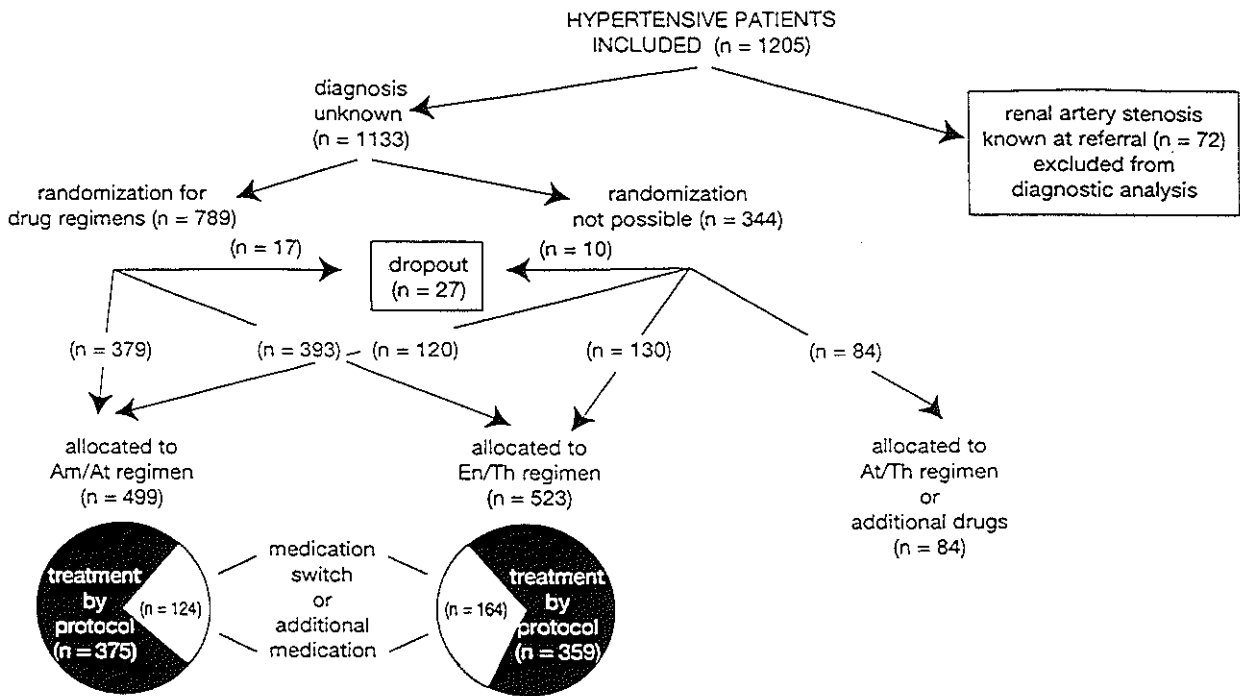 HYPERTENSIVE PATIENTS
INCLUDED (n = 1205)
diagnosis
unknown
(n = 1133)
renal artery stenosis
known at referral (n = 72)
excluded from
diagnostic analysis
randomization for
drug regimens (n = 789)
randomization
not possible (n = 344)
(n = 17)
(n = 10)
dropout
(n = 27)
(n = 379)
(n = 393)
(n = 120)
(n = 130)
(n = 84)
allocated to
Am/At regimen
(n = 499)
allocated to
En/Th regimen
(n = 523)
allocated to
At/Th regimen
or
additional drugs
(n = 84)
treatment
by
protocol
(n = 375)
(n = 124)
medication
switch
or
additional
medication
(n = 164)
treatment
by
protocol
(n = 359)